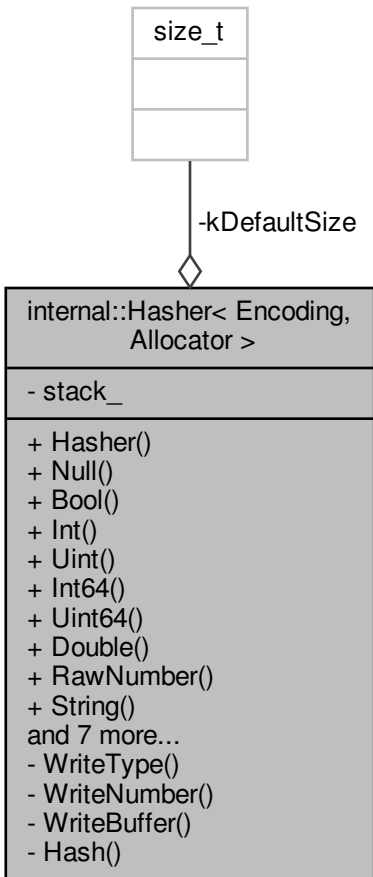 size_t
-kDefaultSize
internal::Hasher< Encoding,
Allocator >
- stack_
+ Hasher()
+ Null()
+ Bool()
+ Int()
+ Uint()
+ Int64()
+ Uint64()
+ Double()
+ RawNumber()
+ String()
and 7 more...
- WriteType()
- WriteNumber()
- WriteBuffer()
- Hash()